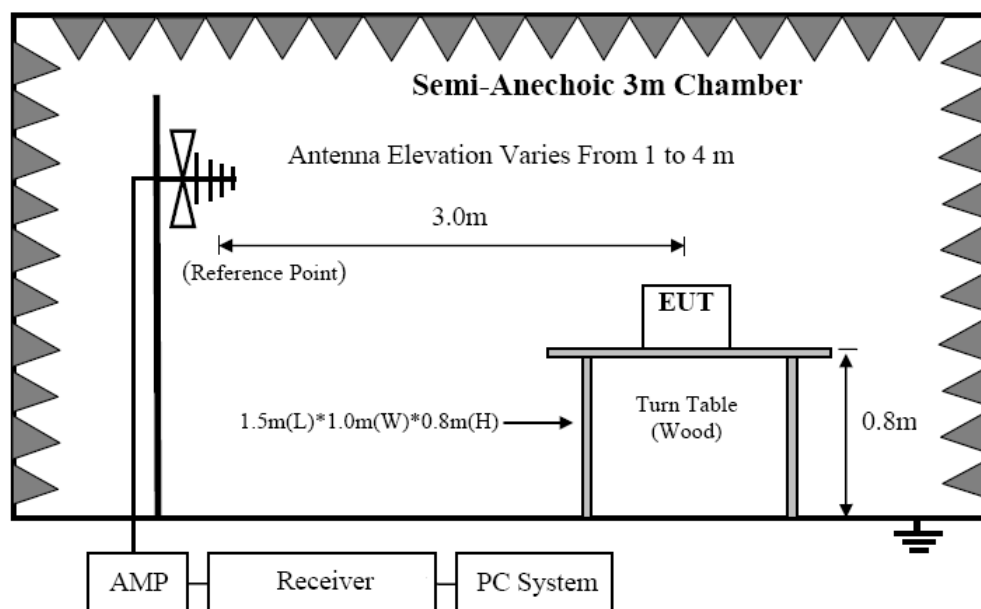 Semi-Anechoic 3m Chamber
Antenna Elevation Varies From 1 to 4 m
3.0m
(Reference Point)
EUT
1.5m(L)*1.0m(W)*0.8m(H)
Turn Table
(Wood)
0.8m
AMP
Receiver
PC System